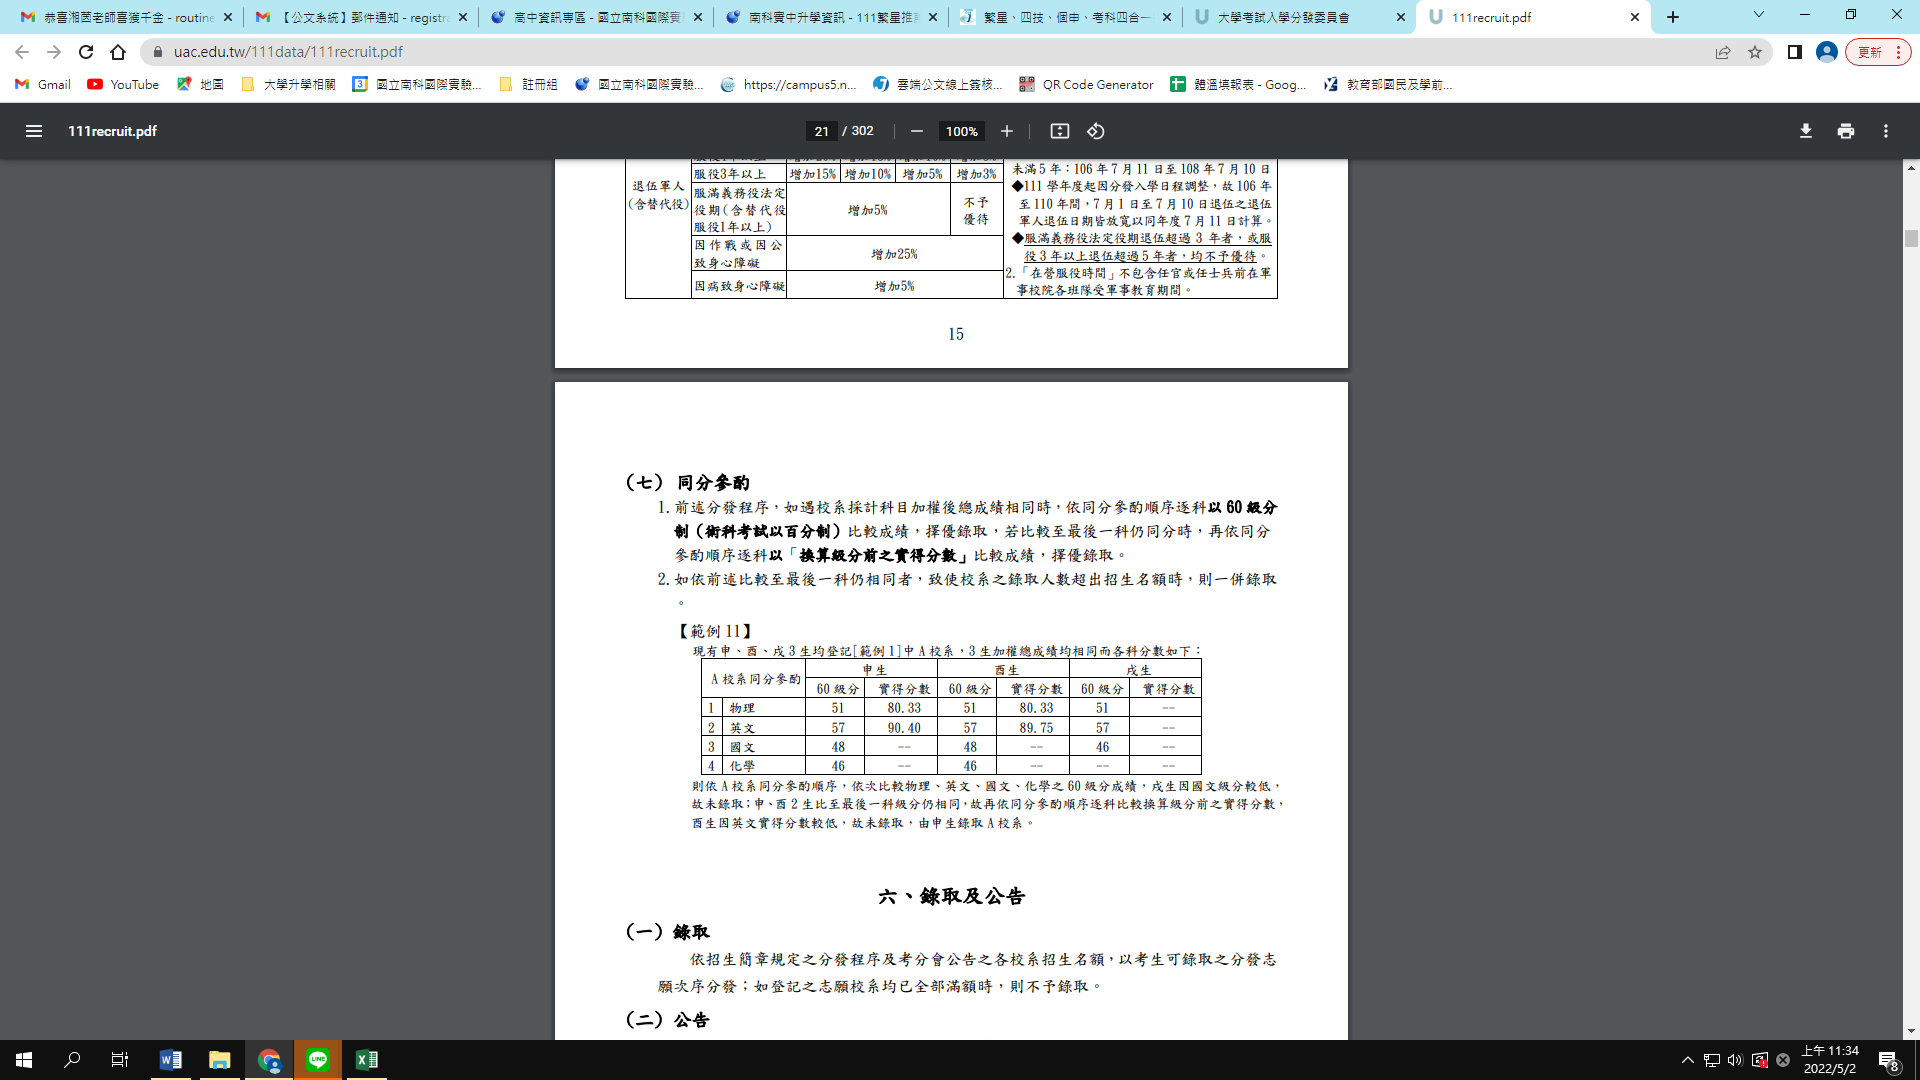 恭喜湘茵老師喜獲千金 - routine
【公文系統】郵件通知 - registra
高中資訊專區 - 國立南科國際實
南科實中升學資訊 - 111繁星推
繁星、四技、個申、考科四合一
大學考試入學分發委員會
111recruit.pdf
uac.edu.tw/111data/111recruit.pdf
更新
Gmail
YouTube
地圖
大學升學相關
國立南科國際實驗...
註冊組
國立南科國際實驗...
https://campus5.n...
雲端公文線上簽核...
QR Code Generator
體溫填報表 - Goog...
教育部國民及學前...
111recruit.pdf
21 / 302
100%
退伍軍人
(含替代役)
服役3年以上 增加15% 增加10% 增加5% 增加3%
服滿義務役法定
役期(含替代役
服役1年以上)
增加5%
不予
優待
因作戰或因公
致身心障礙
增加25%
因病致身心障礙 增加5%
未滿5年：106年7月11日至108年7月10日
◆111學年度起因分發入學日程調整，故106年
至110年間，7月1日至7月10日退伍之退伍
軍人退伍日期皆放寬以同年度7月11日計算。
◆服滿義務役法定役期退伍超過3年者，或服
役3年以上退伍超過5年者，均不予優待。
2.「在營服役時間」不包含任官或任士兵前在軍
事校院各班隊受軍事教育期間。
15
（七） 同分參酌
1. 前述分發程序，如遇校系採計科目加權後總成績相同時，依同分參酌順序逐科以60級分
制（術科考試以百分制）比較成績，擇優錄取，若比較至最後一科仍同分時，再依同分
參酌順序逐科以「換算級分前之實得分數」比較成績，擇優錄取。
2. 如依前述比較至最後一科仍相同者，致使校系之錄取人數超出招生名額時，則一併錄取
。
【範例11】
現有申、酉、戌3生均登記[範例1]中A校系，3生加權總成績均相同而各科分數如下：
A校系同分參酌 申生 酉生 戌生
60級分 實得分數 60級分 實得分數 60級分 實得分數
1 物理 51 80.33 51 80.33 51 --
2 英文 57 90.40 57 89.75 57 --
3 國文 48 -- 48 -- 46 --
4 化學 46 -- 46 -- -- --
則依A校系同分參酌順序，依次比較物理、英文、國文、化學之60級分成績，戌生因國文級分較低，
故未錄取；申、酉2生比至最後一科級分仍相同，故再依同分參酌順序逐科比較換算級分前之實得分數，
酉生因英文實得分數較低，故未錄取，由申生錄取A校系。
六、錄取及公告
（一）錄取
依招生簡章規定之分發程序及考分會公告之各校系招生名額，以考生可錄取之分發志
願次序分發；如登記之志願校系均已全部滿額時，則不予錄取。
（二）公告
上午 11:34
2022/5/2
8